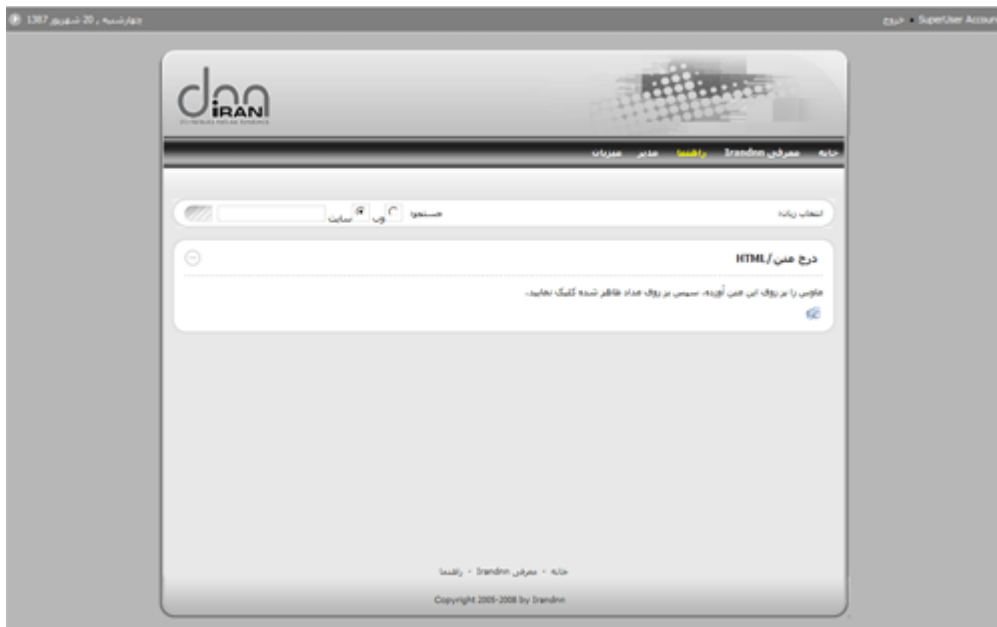 چهارشنبه , 20 شهریور 1387
SuperUser Accoun • خروج
dnn
IRAN
خانه معرفی Irandnn راهنما مدیر میزبان
انتخاب زبان:
جستجو: وب سایت
درج متن/HTML
ماوس را بر روی این متن آورده، سپس بر روی مداد ظاهر شده کلیک نمایید.
خانه - معرفی Irandnn - راهنما
Copyright 2005-2008 by Irandnn